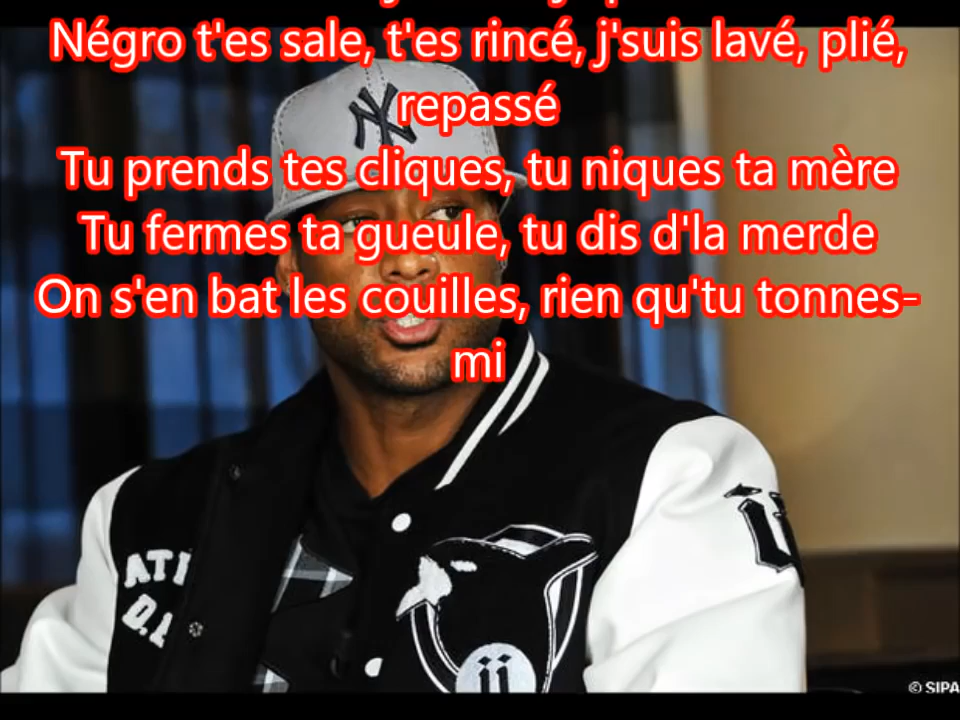 Négro t'es sale, t'es rincé, j'suis lavé, plié,
repassé
Tu prends tes cliques, tu niques ta mère
Tu fermes ta gueule, tu dis d'la merde
On s'en bat les couilles, rien qu'tu tonnes-
mi
NY
© SIPA